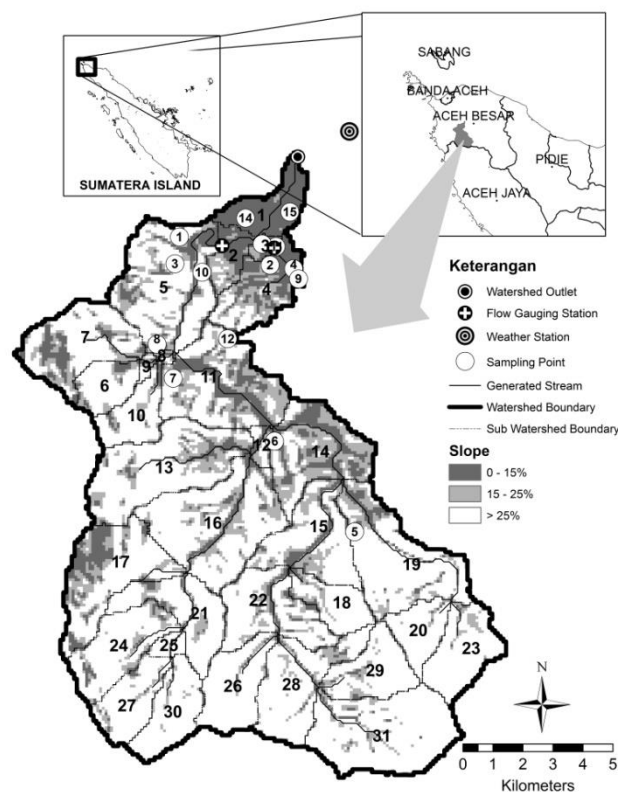 SABANG
BANDA ACEH
ACEH BESAR
PIDIE
ACEH JAYA
SUMATERA ISLAND
Keterangan
Watershed Outlet
Flow Gauging Station
Weather Station
Sampling Point
Generated Stream
Watershed Boundary
Sub Watershed Boundary
Slope
0 - 15%
15 - 25%
> 25%
N
0 1 2 3 4 5
Kilometers
1
14
15
1
2
3
2
4
3
10
9
4
5
12
7
8
8
9
7
11
6
10
12
6
14
13
16
15
5
17
19
22
18
21
20
24
25
23
29
26
28
27
30
31